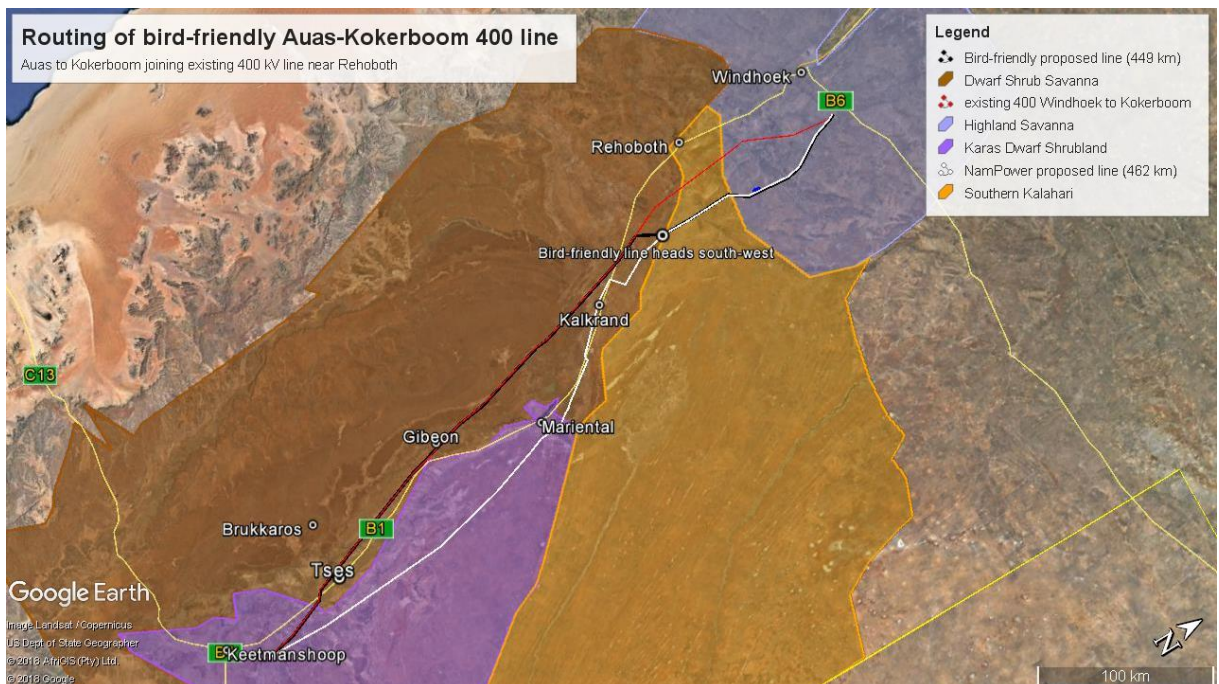 Routing of bird-friendly Auas-Kokerboom 400 line
Auas to Kokerboom joining existing 400 kV line near Rehoboth
Legend
Bird-friendly proposed line (449 km)
Dwarf Shrub Savanna
existing 400 Windhoek to Kokerboom
Highland Savanna
Karas Dwarf Shrubland
NamPower proposed line (462 km)
Southern Kalahari
Windhoek
B6
Rehoboth
Bird-friendly line heads south-west
Kalkrand
C13
Mariental
Gibeon
Brukkaros
B1
Tses
Google Earth
Image Landsat / Copernicus
US Dept of State Geographer
© 2018 AfriGIS (Pty) Ltd.
© 2018 Google
Keetmanshoop
N
100 km